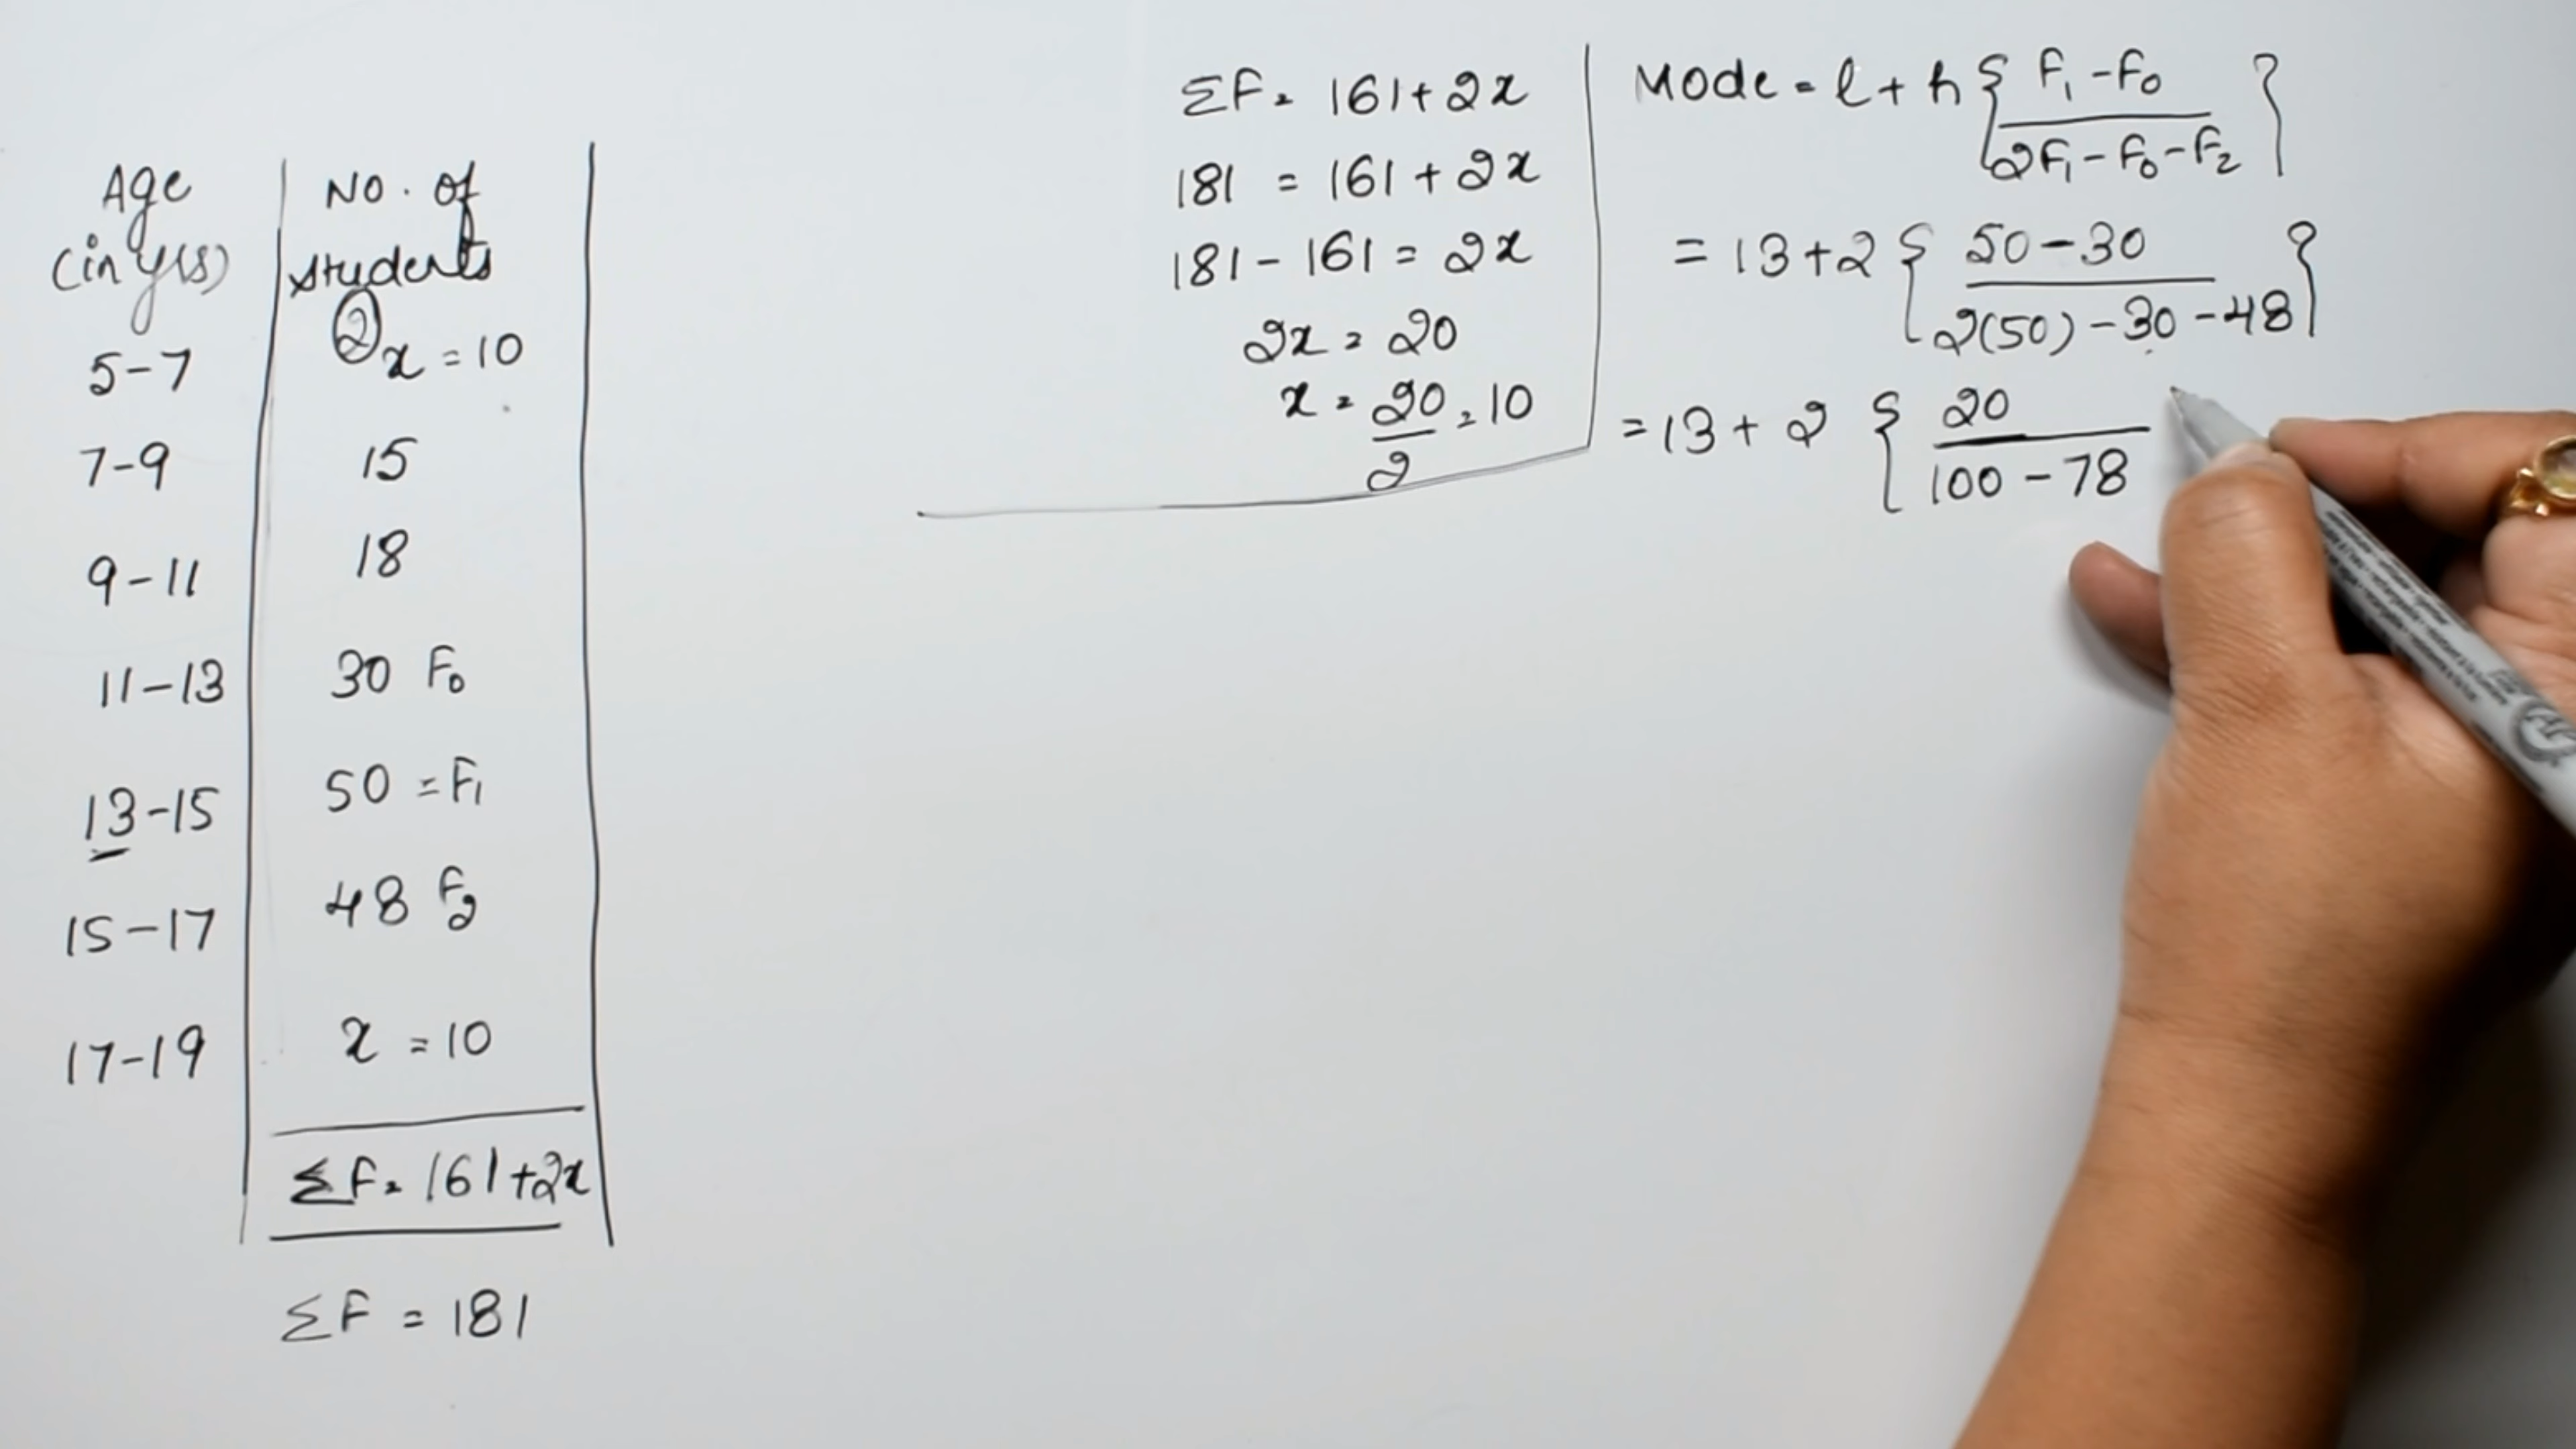 Age
(in yrs)
No. of
students
5-7
② x = 10
7-9
15
9-11
18
11-13
30 F₀
13-15
50 = F₁
15-17
48 F₂
17-19
x = 10
ΣF = 161+2x
ΣF = 181
ΣF = 161+2x
181 = 161+2x
181-161 = 2x
2x = 20
x = 20/2 = 10
Mode = l + h { F₁-F₀ / 2F₁-F₀-F₂ }
= 13+2 { 50-30 / 2(50)-30-48 }
= 13+2 { 20 / 100-78